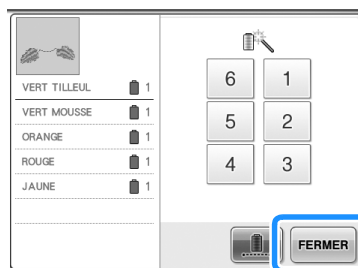 VERT TILLEUL 1
VERT MOUSSE 1
ORANGE 1
ROUGE 1
JAUNE 1
6 1
5 2
4 3
FERMER